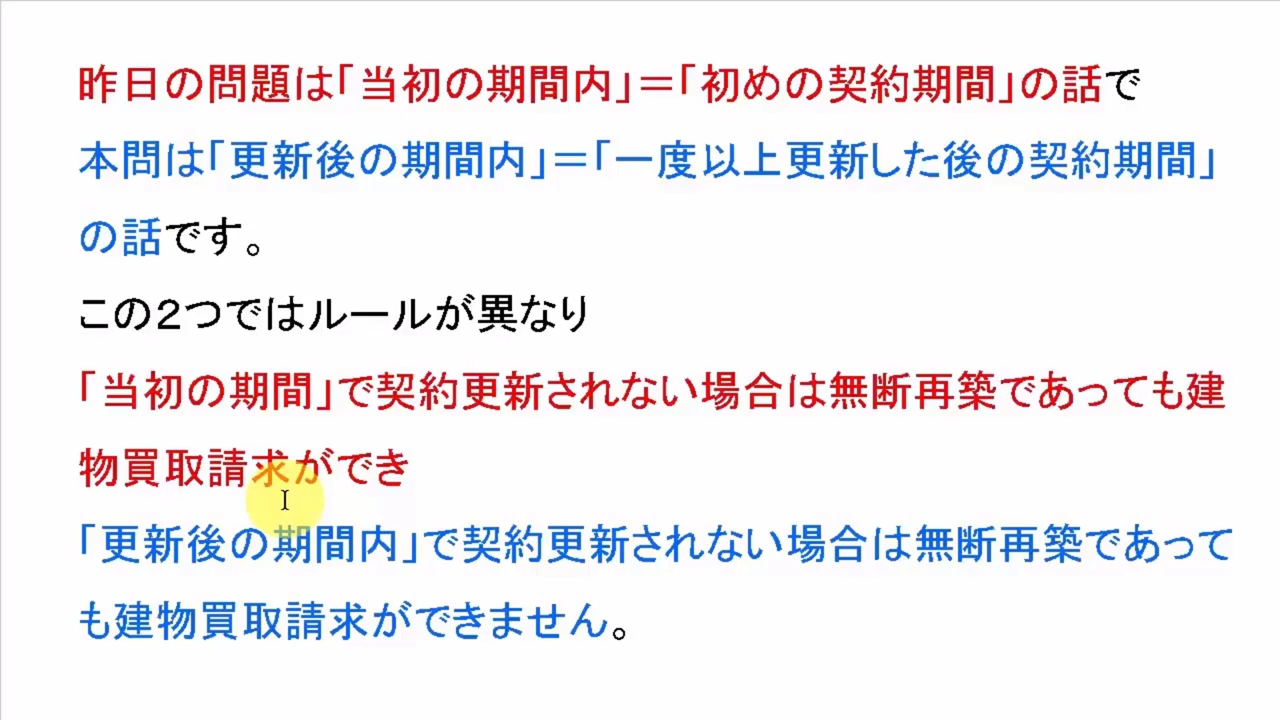 昨日の問題は「当初の期間内」＝「初めの契約期間」の話で
本問は「更新後の期間内」＝「一度以上更新した後の契約期間」
の話です。
この２つではルールが異なり
「当初の期間」で契約更新されない場合は無断再築であっても建
物買取請求ができ
「更新後の期間内」で契約更新されない場合は無断再築であって
も建物買取請求ができません。